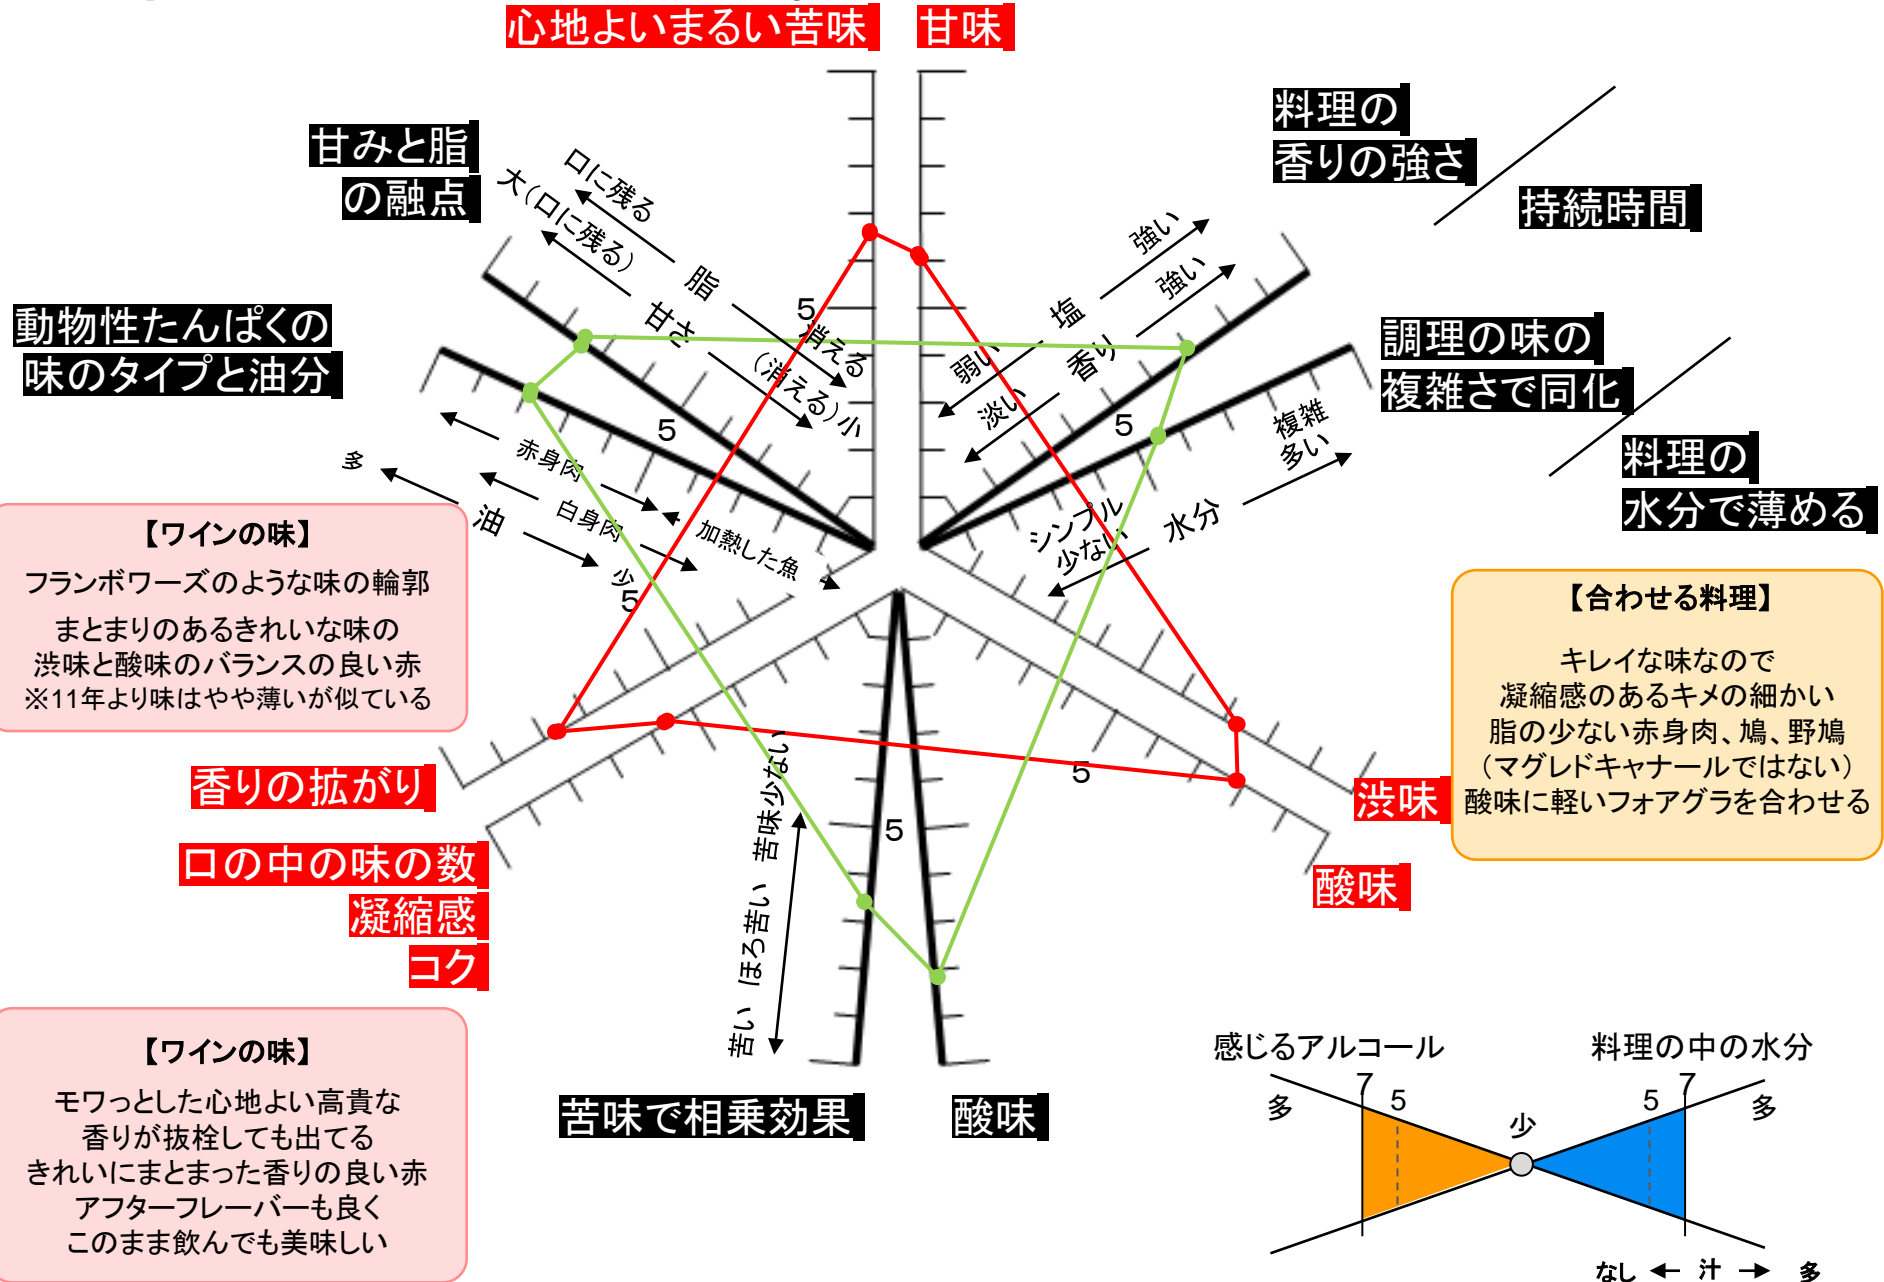 心地よいまるい苦味
甘味
料理の
香りの強さ
持続時間
甘みと脂
の融点
口に残る
大(口に残る)
脂
甘さ
5
消える
(消える)小
強い
強い
塩
香り
弱い
淡い
動物性たんぱくの
味のタイプと油分
調理の味の
複雑さで同化
料理の
水分で薄める
5
5
複雑
多い
水分
シンプル
少ない
多
赤身肉
白身肉
加熱した魚
油
少
5
【ワインの味】
フランボワーズのような味の輪郭
まとまりのあるきれいな味の
渋味と酸味のバランスの良い赤
※11年より味はやや薄いが似ている
【合わせる料理】
キレイな味なので
凝縮感のあるキメの細かい
脂の少ない赤身肉、鳩、野鳩
(マグレドキャナールではない)
酸味に軽いフォアグラを合わせる
香りの拡がり
口の中の味の数
凝縮感
コク
渋味
酸味
5
5
苦い ほろ苦い 苦味少ない
苦味で相乗効果
酸味
【ワインの味】
モワっとした心地よい高貴な
香りが抜栓しても出てる
きれいにまとまった香りの良い赤
アフターフレーバーも良く
このまま飲んでも美味しい
感じるアルコール
料理の中の水分
7
7
多
5
少
5
多
なし
汁
多